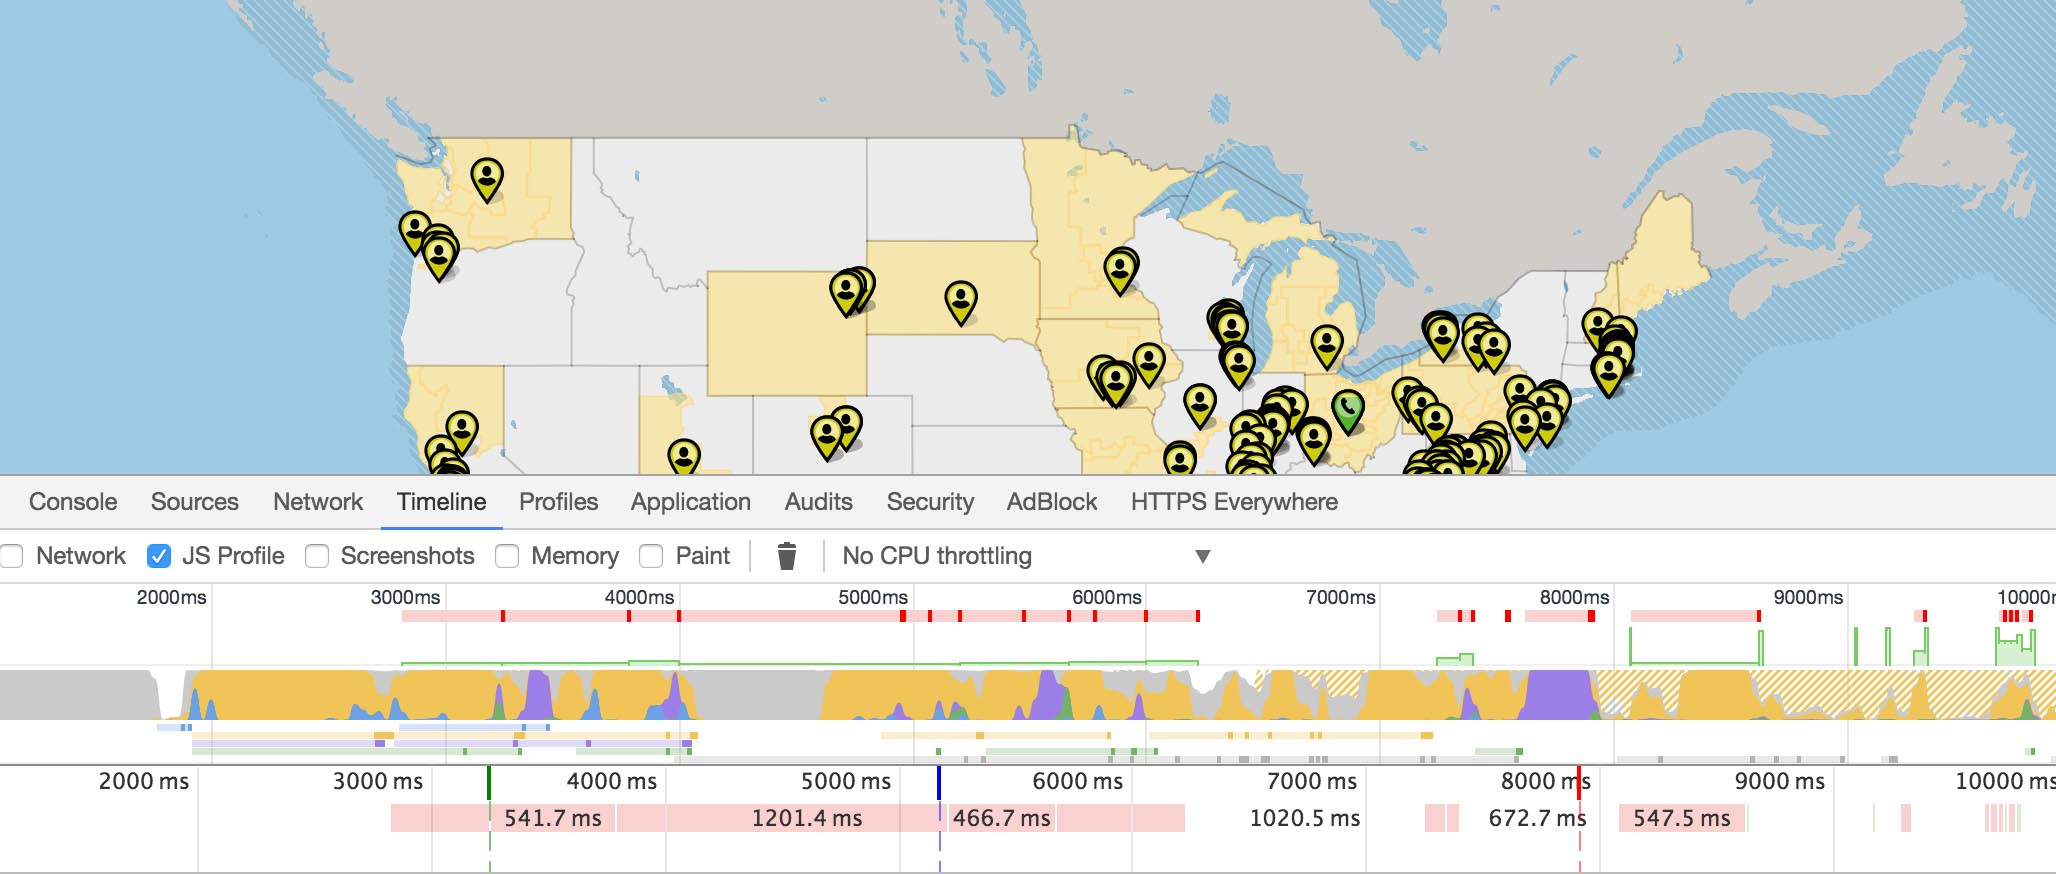 Console Sources Network Timeline Profiles Application Audits Security AdBlock HTTPS Everywhere
Network JS Profile Screenshots Memory Paint No CPU throttling
2000ms 3000ms 4000ms 5000ms 6000ms 7000ms 8000ms 9000ms 10000m
2000 ms 3000 ms 4000 ms 5000 ms 6000 ms 7000 ms 8000 ms 9000 ms 10000 ms
541.7 ms 1201.4 ms 466.7 ms 1020.5 ms 672.7 ms 547.5 ms